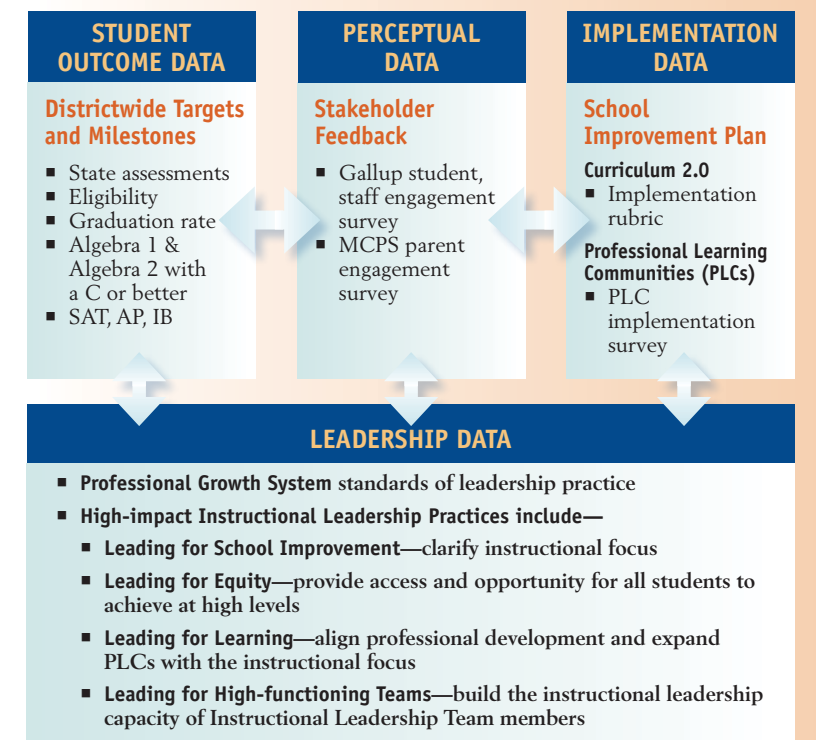 STUDENT
OUTCOME DATA
Districtwide Targets
and Milestones
■ State assessments
■ Eligibility
■ Graduation rate
■ Algebra 1 &
Algebra 2 with
a C or better
■ SAT, AP, IB
PERCEPTUAL
DATA
Stakeholder
Feedback
■ Gallup student,
staff engagement
survey
■ MCPS parent
engagement
survey
IMPLEMENTATION
DATA
School
Improvement Plan
Curriculum 2.0
■ Implementation
rubric
Professional Learning
Communities (PLCs)
■ PLC
implementation
survey
LEADERSHIP DATA
■ Professional Growth System standards of leadership practice
■ High-impact Instructional Leadership Practices include—
■ Leading for School Improvement—clarify instructional focus
■ Leading for Equity—provide access and opportunity for all students to
achieve at high levels
■ Leading for Learning—align professional development and expand
PLCs with the instructional focus
■ Leading for High-functioning Teams—build the instructional leadership
capacity of Instructional Leadership Team members